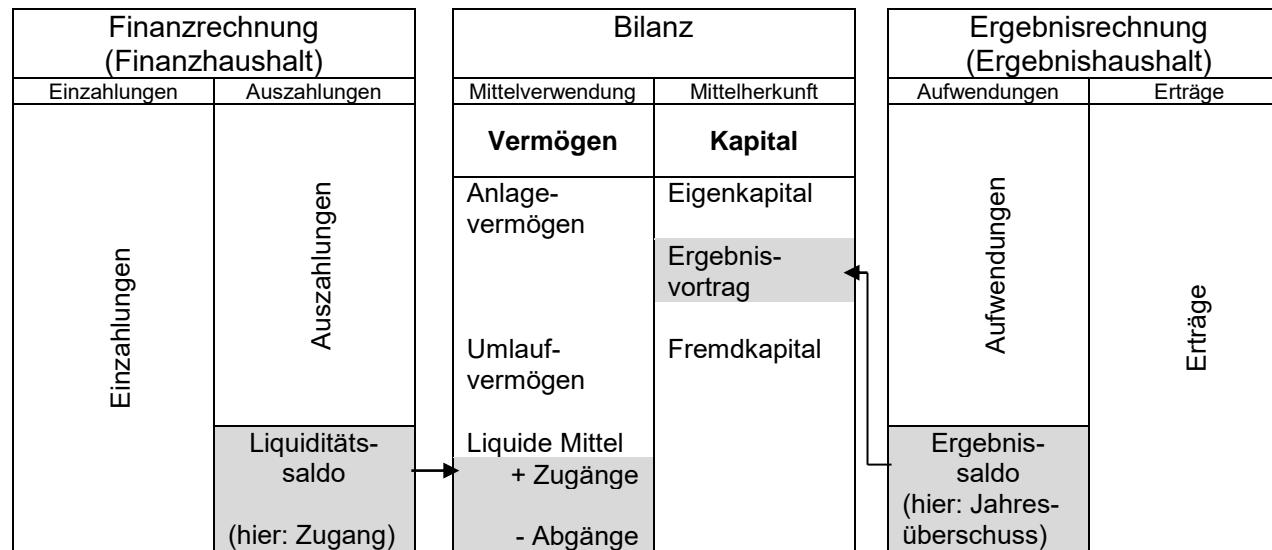 Finanzrechnung
(Finanzhaushalt)
Einzahlungen
Auszahlungen
Einzahlungen
Auszahlungen
Liquiditäts-
saldo
(hier: Zugang)
Bilanz
Mittelverwendung
Mittelherkunft
Vermögen
Kapital
Anlage-
vermögen
Umlauf-
vermögen
Liquide Mittel
+ Zugänge
- Abgänge
Eigenkapital
Ergebnis-
vortrag
Fremdkapital
Ergebnisrechnung
(Ergebnishaushalt)
Aufwendungen
Erträge
Aufwendungen
Ergebnis-
saldo
(hier: Jahres-
überschuss)
Erträge